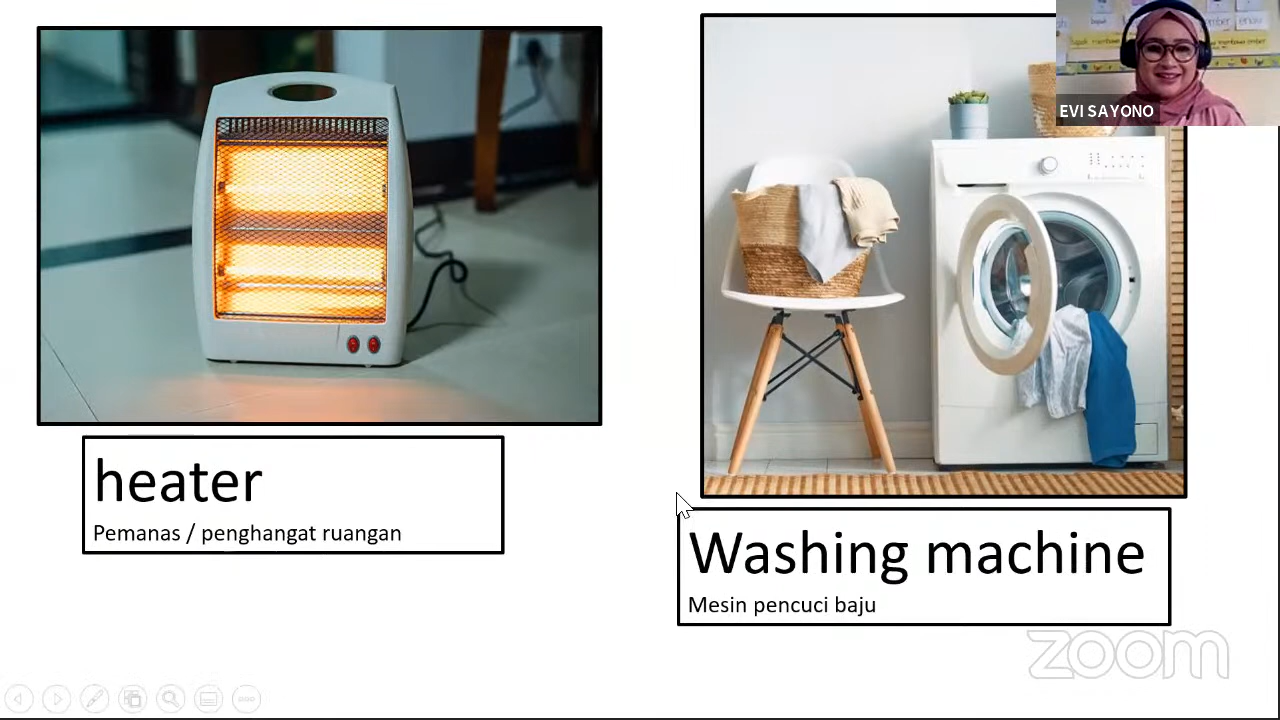 heater
Pemanas / penghangat ruangan
Washing machine
Mesin pencuci baju
EVI SAYONO
zoom